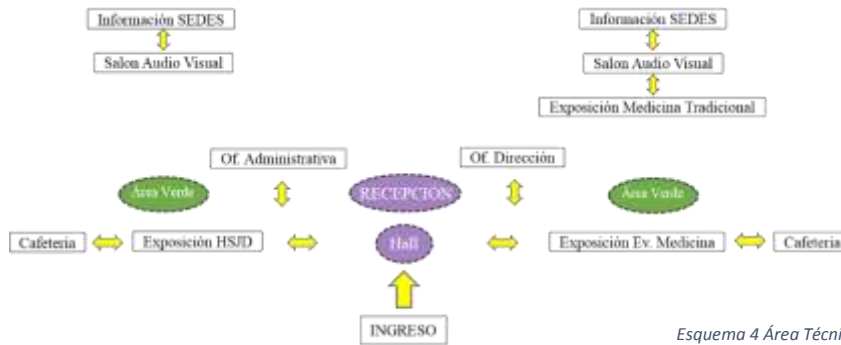 Información SEDES
Información SEDES
Salon Audio Visual
Salon Audio Visual
Exposición Medicina Tradicional
Of. Administrativa
Of. Dirección
Área Verde
RECEPCION
Área Verde
Cafeteria
Exposición HSJD
Hall
Exposición Ev. Medicina
Cafeteria
INGRESO
Esquema 4 Área Técni